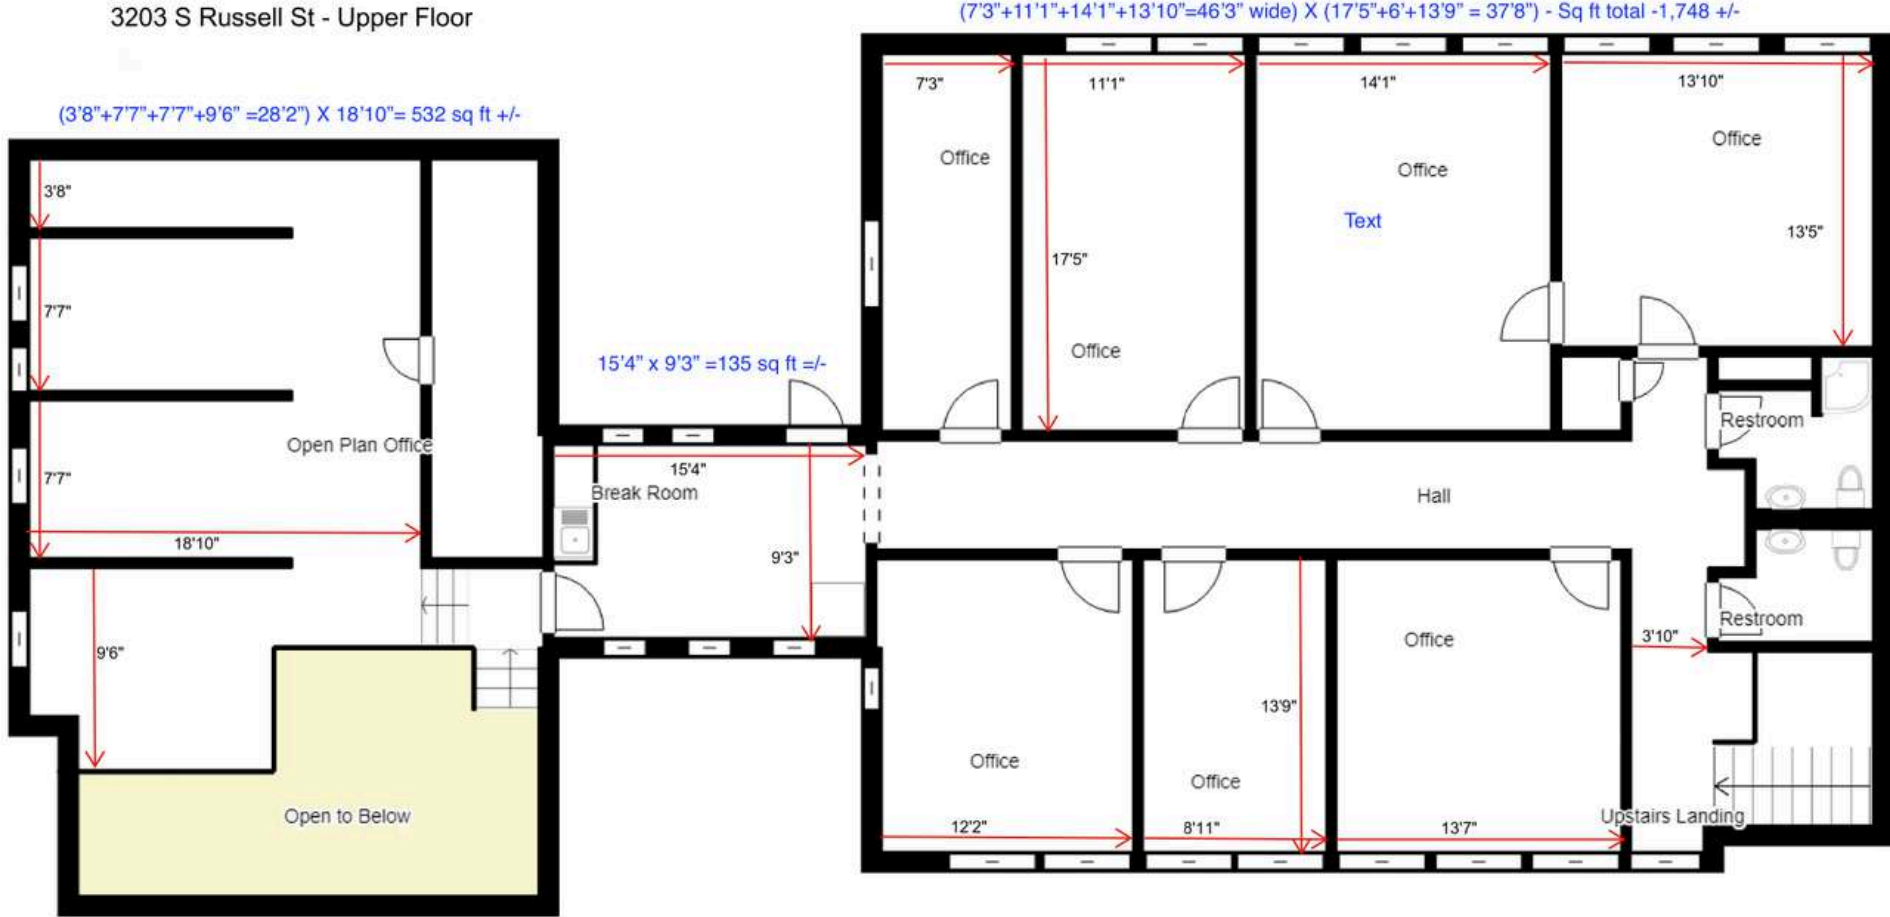 3203 S Russell St - Upper Floor
(7'3"+11'1"+14'1"+13'10"=46'3" wide) X (17'5"+6'+13'9" = 37'8") - Sq ft total -1,748 +/-
(3'8"+7'7"+7'7"+9'6" =28'2") X 18'10"= 532 sq ft +/-
7'3"
11'1"
14'1"
13'10"
Office
Office
Office
Text
3'8"
13'5"
17'5"
7'7"
Office
15'4" x 9'3" =135 sq ft =/-
Restroom
Open Plan Office
15'4"
7'7"
Break Room
Hall
18'10"
9'3"
Restroom
3'10"
Office
9'6"
13'9"
Office
Office
Open to Below
Upstairs Landing
12'2"
8'11"
13'7"